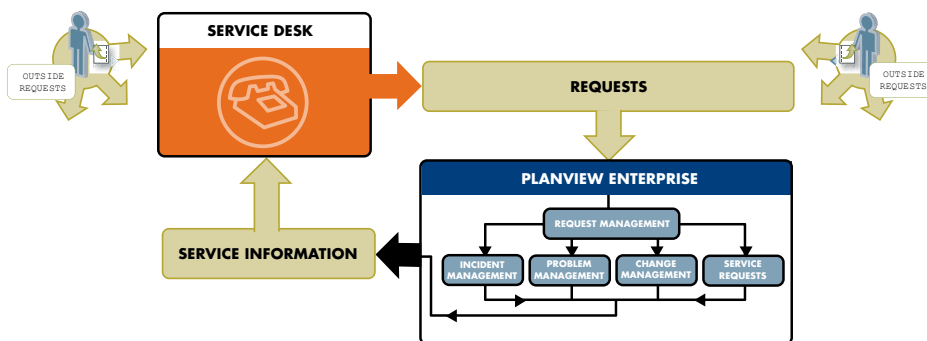 SERVICE DESK
OUTSIDE
REQUESTS
REQUESTS
OUTSIDE
REQUESTS
PLANVIEW ENTERPRISE
REQUEST MANAGEMENT
SERVICE INFORMATION
INCIDENT
MANAGEMENT
PROBLEM
MANAGEMENT
CHANGE
MANAGEMENT
SERVICE
REQUESTS